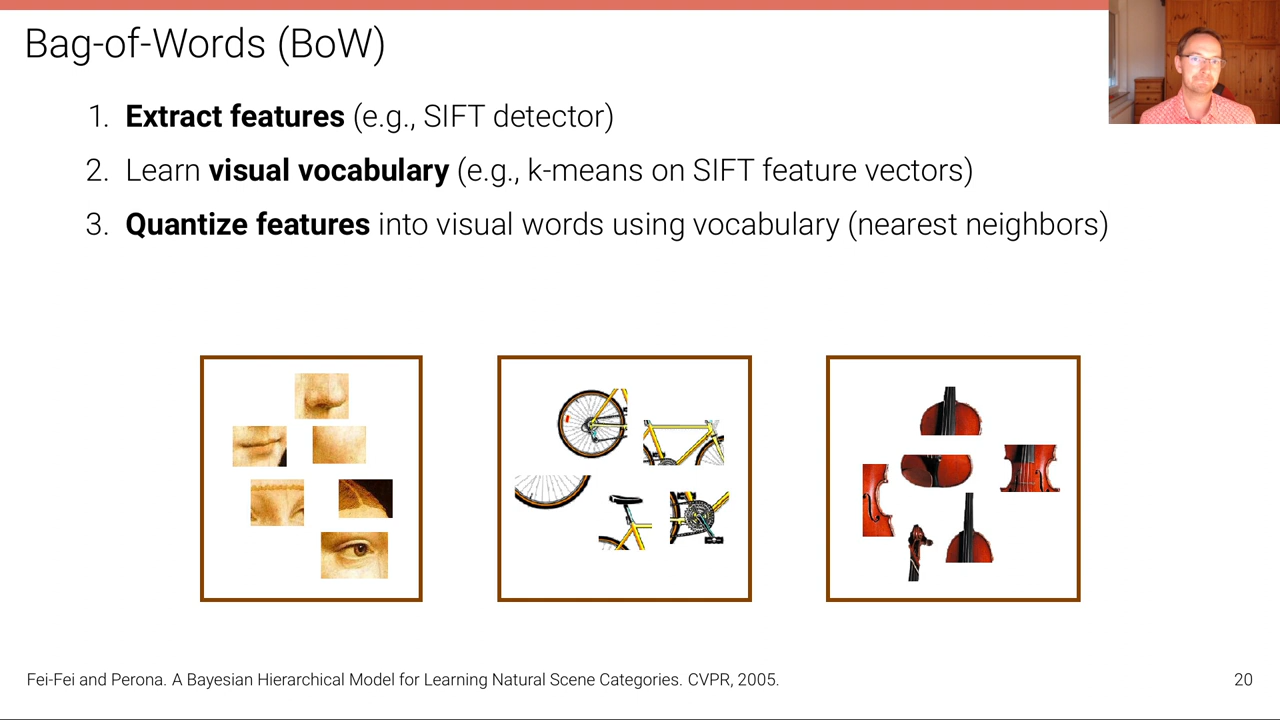 Bag-of-Words (BoW)
1. Extract features (e.g., SIFT detector)
2. Learn visual vocabulary (e.g., k-means on SIFT feature vectors)
3. Quantize features into visual words using vocabulary (nearest neighbors)
Fei-Fei and Perona. A Bayesian Hierarchical Model for Learning Natural Scene Categories. CVPR, 2005.
20